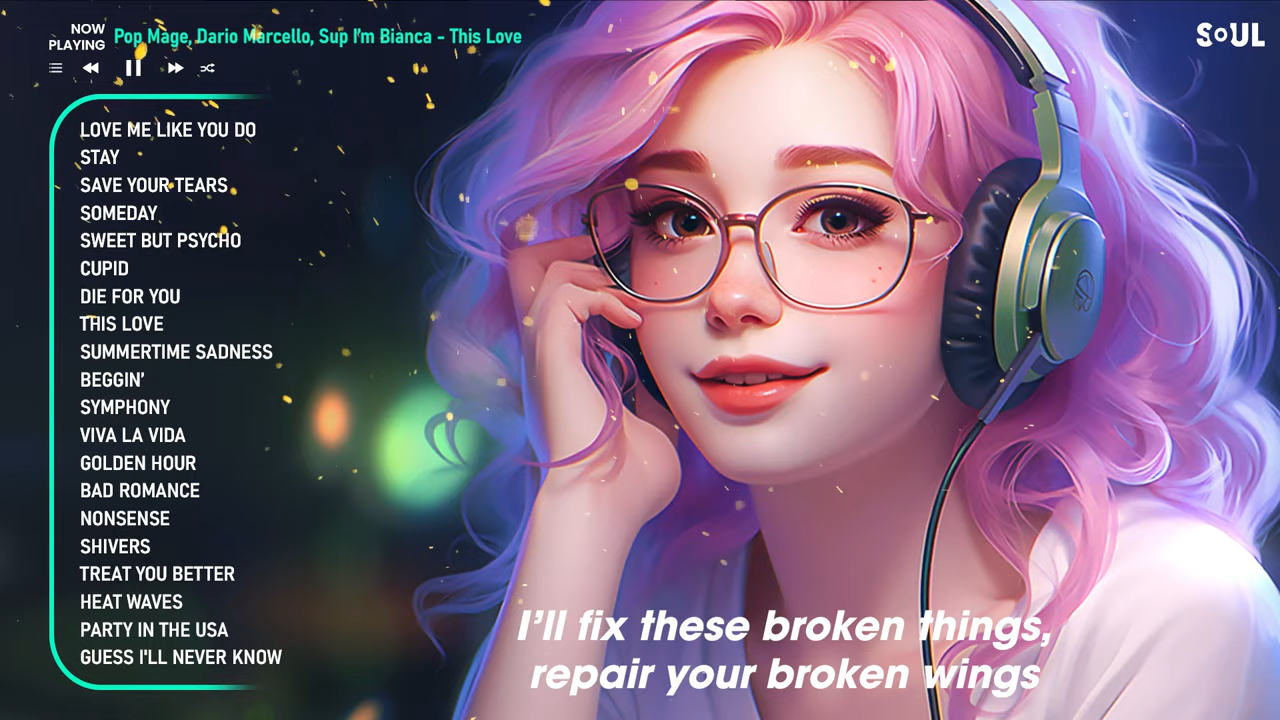 NOW
PLAYING
Pop Mage, Dario Marcello, Sup I'm Bianca - This Love
SOUL
LOVE ME LIKE YOU DO
STAY
SAVE YOUR TEARS
SOMEDAY
SWEET BUT PSYCHO
CUPID
DIE FOR YOU
THIS LOVE
SUMMERTIME SADNESS
BEGGIN'
SYMPHONY
VIVA LA VIDA
GOLDEN HOUR
BAD ROMANCE
NONSENSE
SHIVERS
TREAT YOU BETTER
HEAT WAVES
PARTY IN THE USA
GUESS I'LL NEVER KNOW
I'll fix these broken things,
repair your broken wings